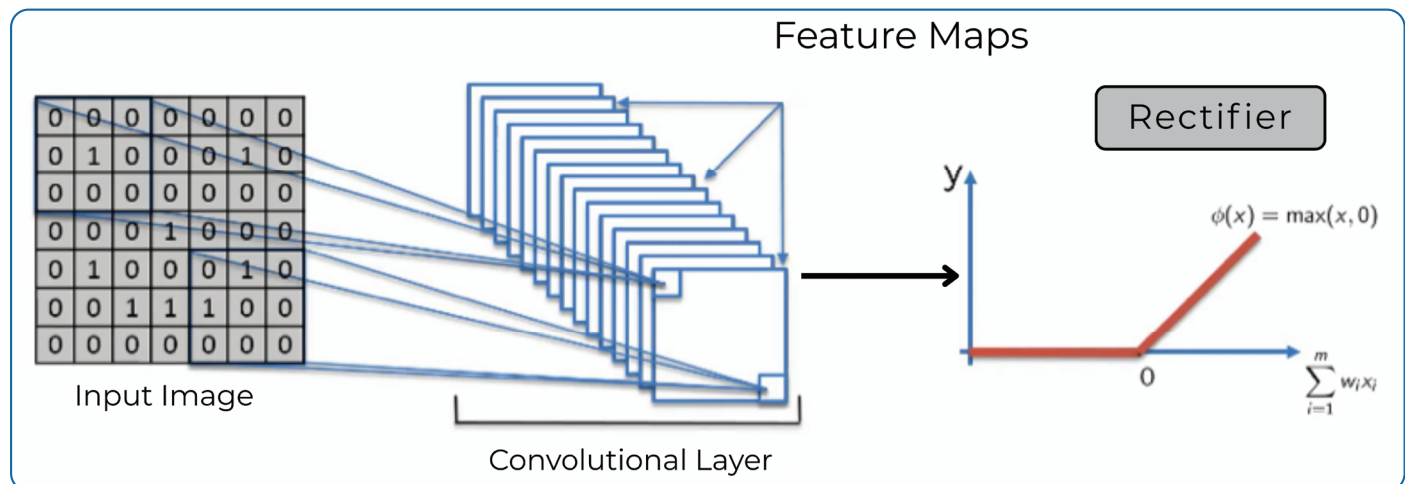 Feature Maps
0 0 0 0 0 0 0
0 1 0 0 0 1 0
0 0 0 0 0 0 0
0 0 0 1 0 0 0
0 1 0 0 0 1 0
0 0 1 1 1 0 0
0 0 0 0 0 0 0
Input Image
Convolutional Layer
Rectifier
y
ϕ(x) = max(x, 0)
0
m
∑ wᵢxᵢ
i=1